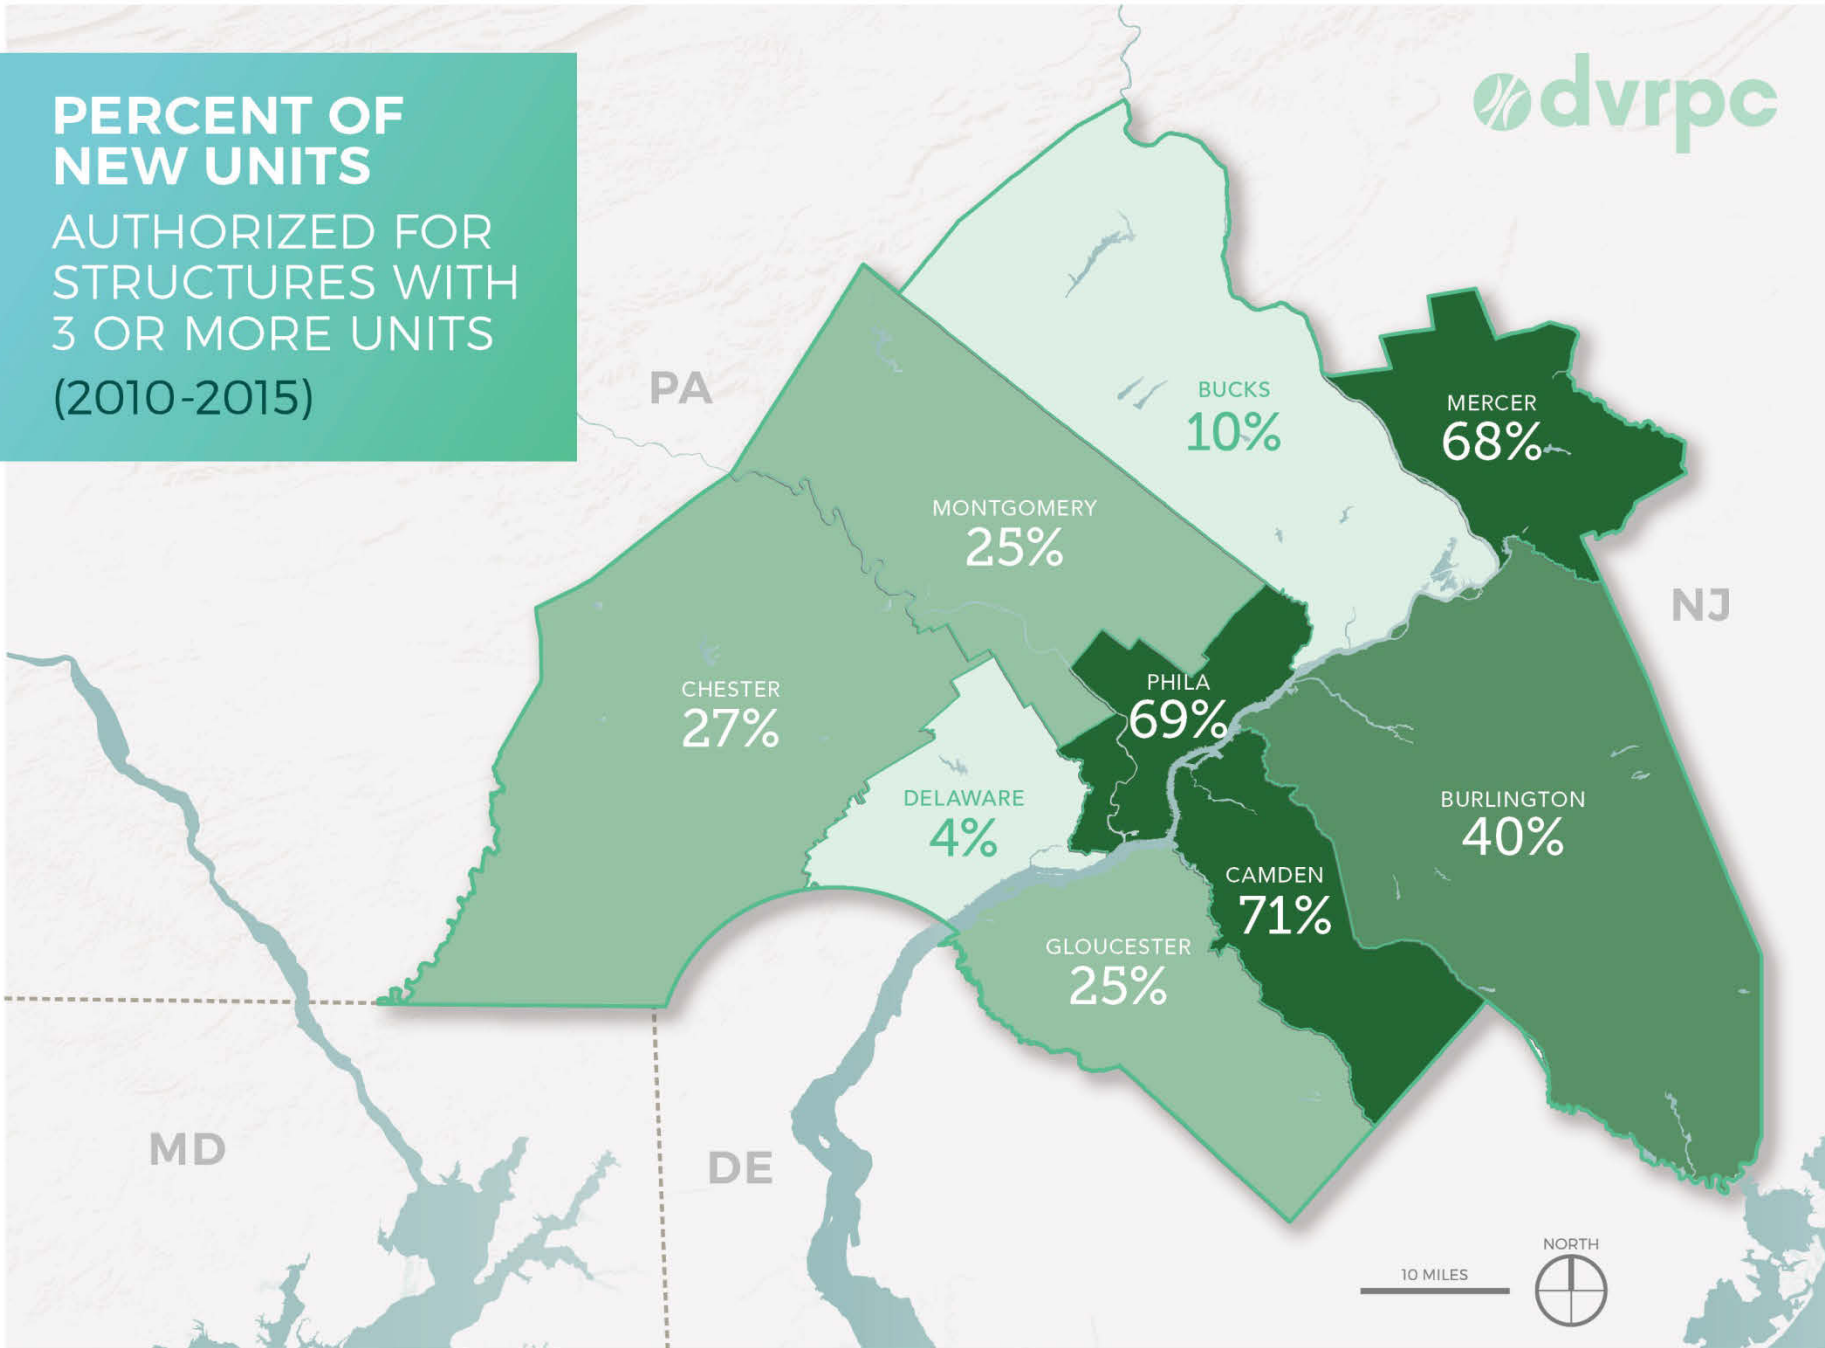 PERCENT OF
NEW UNITS
AUTHORIZED FOR
STRUCTURES WITH
3 OR MORE UNITS
(2010-2015)
dvrpc
PA
BUCKS
10%
MERCER
68%
MONTGOMERY
25%
NJ
CHESTER
27%
PHILA
69%
DELAWARE
4%
BURLINGTON
40%
CAMDEN
71%
GLOUCESTER
25%
MD
DE
10 MILES
NORTH